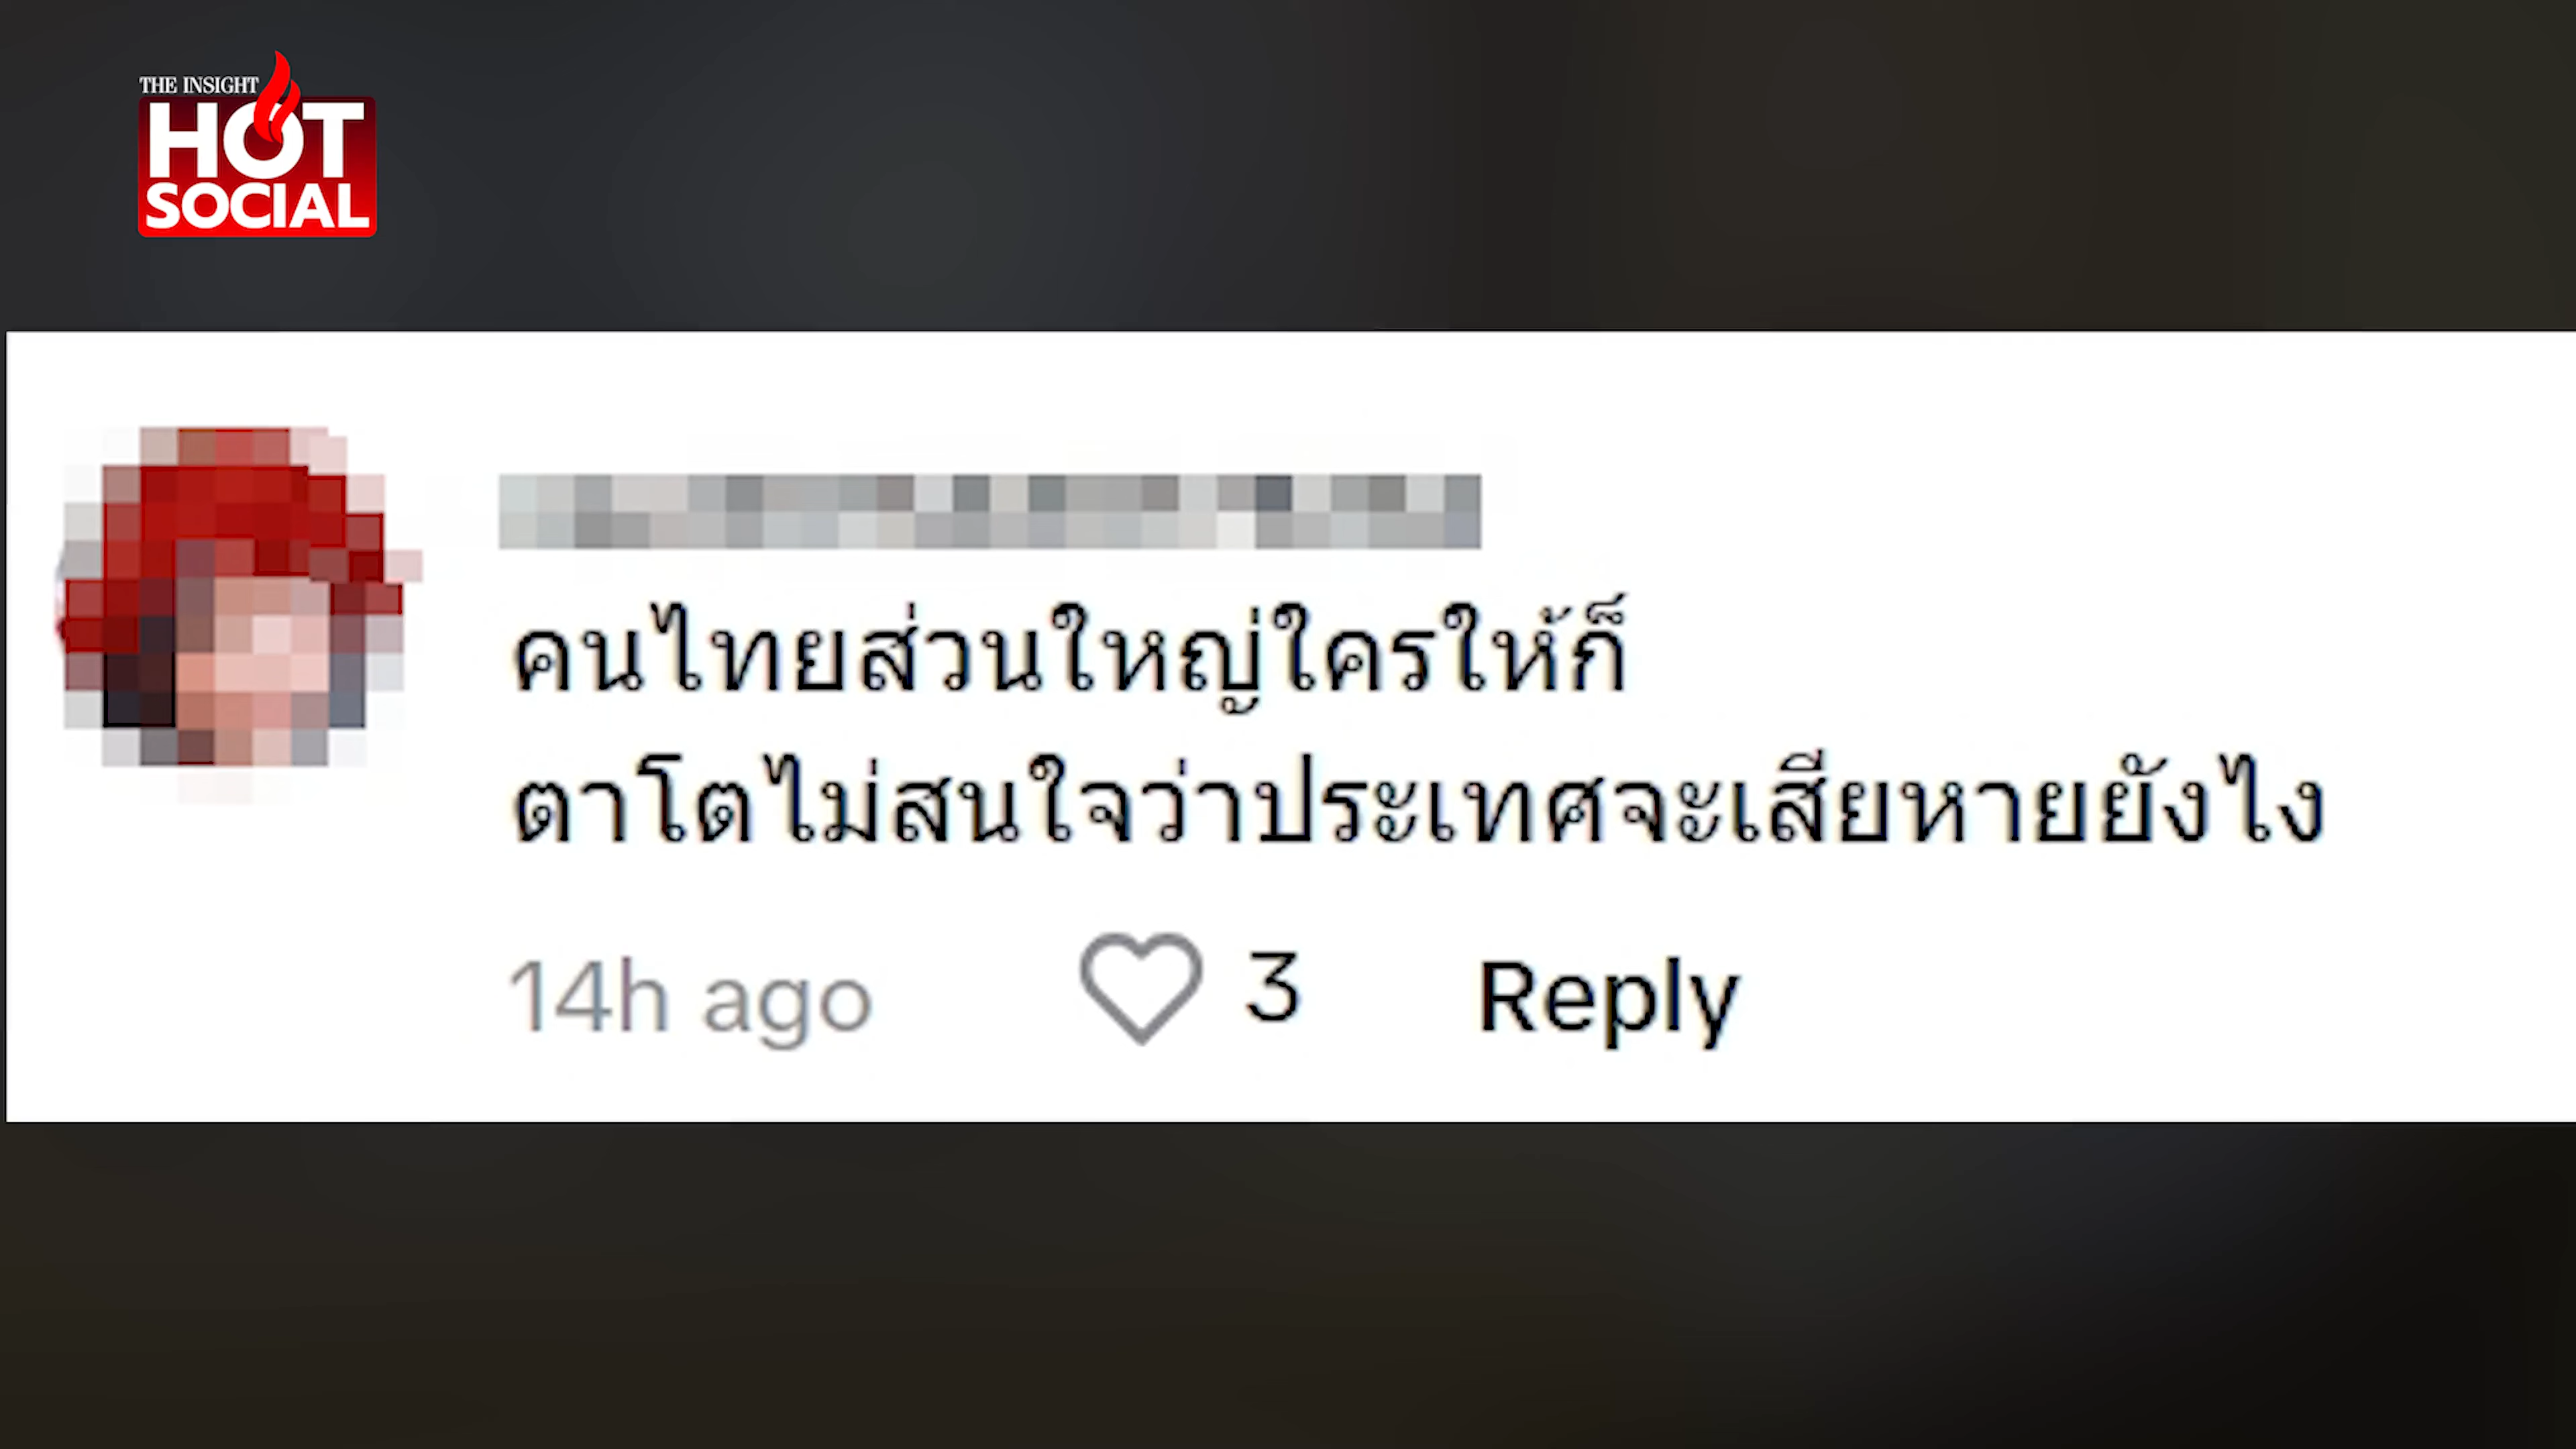 THE INSIGHT
HOT
SOCIAL
คนไทยส่วนใหญ่ใครให้ก็
ตาโตไม่สนใจว่าประเทศจะเสียหายยังไง
14h ago 3 Reply